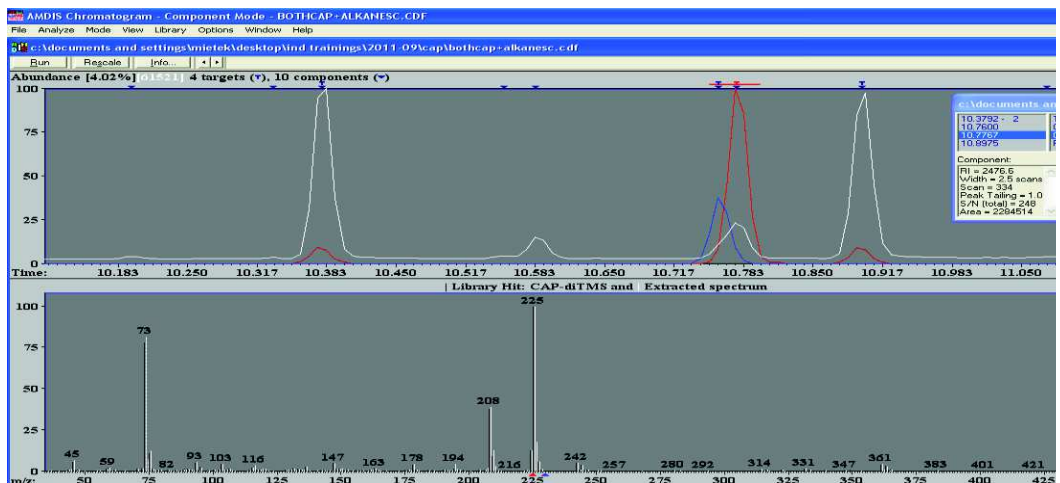 AMDIS Chromatogram - Component Mode - BOTHCAP+ALKANESC.CDF
File Analyze Mode View Library Options Window Help
c:\documents and settings\mietek\desktop\ind trainings\2011-09\cap\bothcap+alkanesc.cdf
Run Rescale Info...
Abundance [4.02%] [61521] 4 targets (T), 10 components
100
75
50
25
0
c:\documents an
10.3792 - 2
10.7600
10.7767
10.8975
Component:
RI = 2476.6
Width = 2.5 scans
Scan = 334
Peak Tailing = 1.0
S/N (total) = 248
Area = 2284514
Time: 10.183 10.250 10.317 10.383 10.450 10.517 10.583 10.650 10.717 10.783 10.850 10.917 10.983 11.050
| Library Hit: CAP-diTMS and | Extracted spectrum
100
75
50
25
0
45 59 73 82 93 103 116 147 163 178 194 208 216 225 242 257 280 292 314 331 347 361 383 401 421
m/z: 50 75 100 125 150 175 200 225 250 275 300 325 350 375 400 425